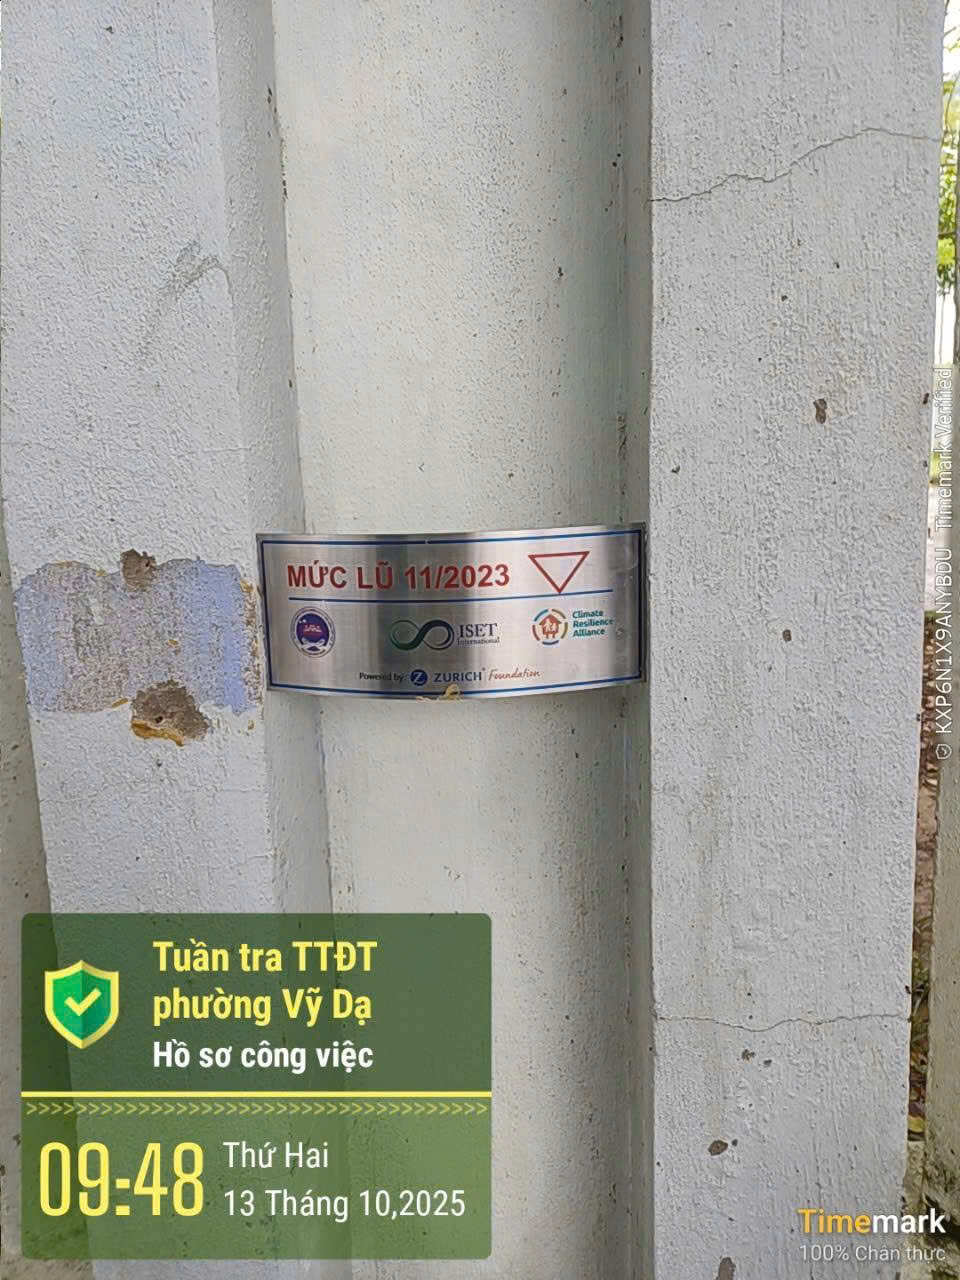 MỨC LŨ 11/2023
ISET
International
Climate
Resilience
Alliance
Powered by: Z ZURICH Foundation
KXP6N1X9ANYBDU Timemark Verified
Tuần tra TTĐT
phường Vỹ Dạ
Hồ sơ công việc
09:48
Thứ Hai
13 Tháng 10,2025
Timemark
100% Chân thực